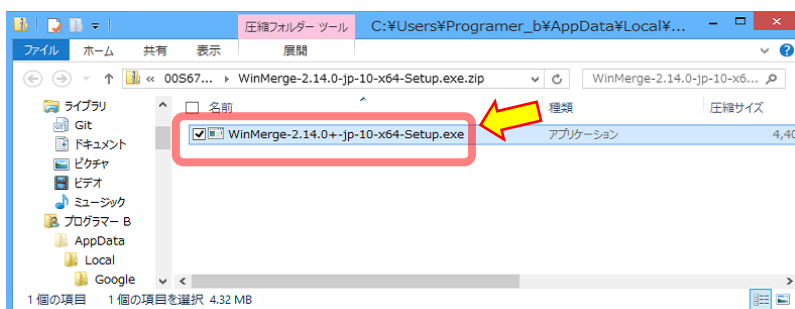 圧縮フォルダー ツール C:¥Users¥Programer_b¥AppData¥Local¥...
ファイル ホーム 共有 表示 展開
« 00S67... ▸ WinMerge-2.14.0-jp-10-x64-Setup.exe.zip WinMerge-2.14.0-jp-10-x6...
ライブラリ 名前 種類 圧縮サイズ
Git
WinMerge-2.14.0+-jp-10-x64-Setup.exe アプリケーション 4,40
ドキュメント
ピクチャ
ビデオ
ミュージック
プログラマー B
AppData
Local
Google
1 個の項目 1 個の項目を選択 4.32 MB